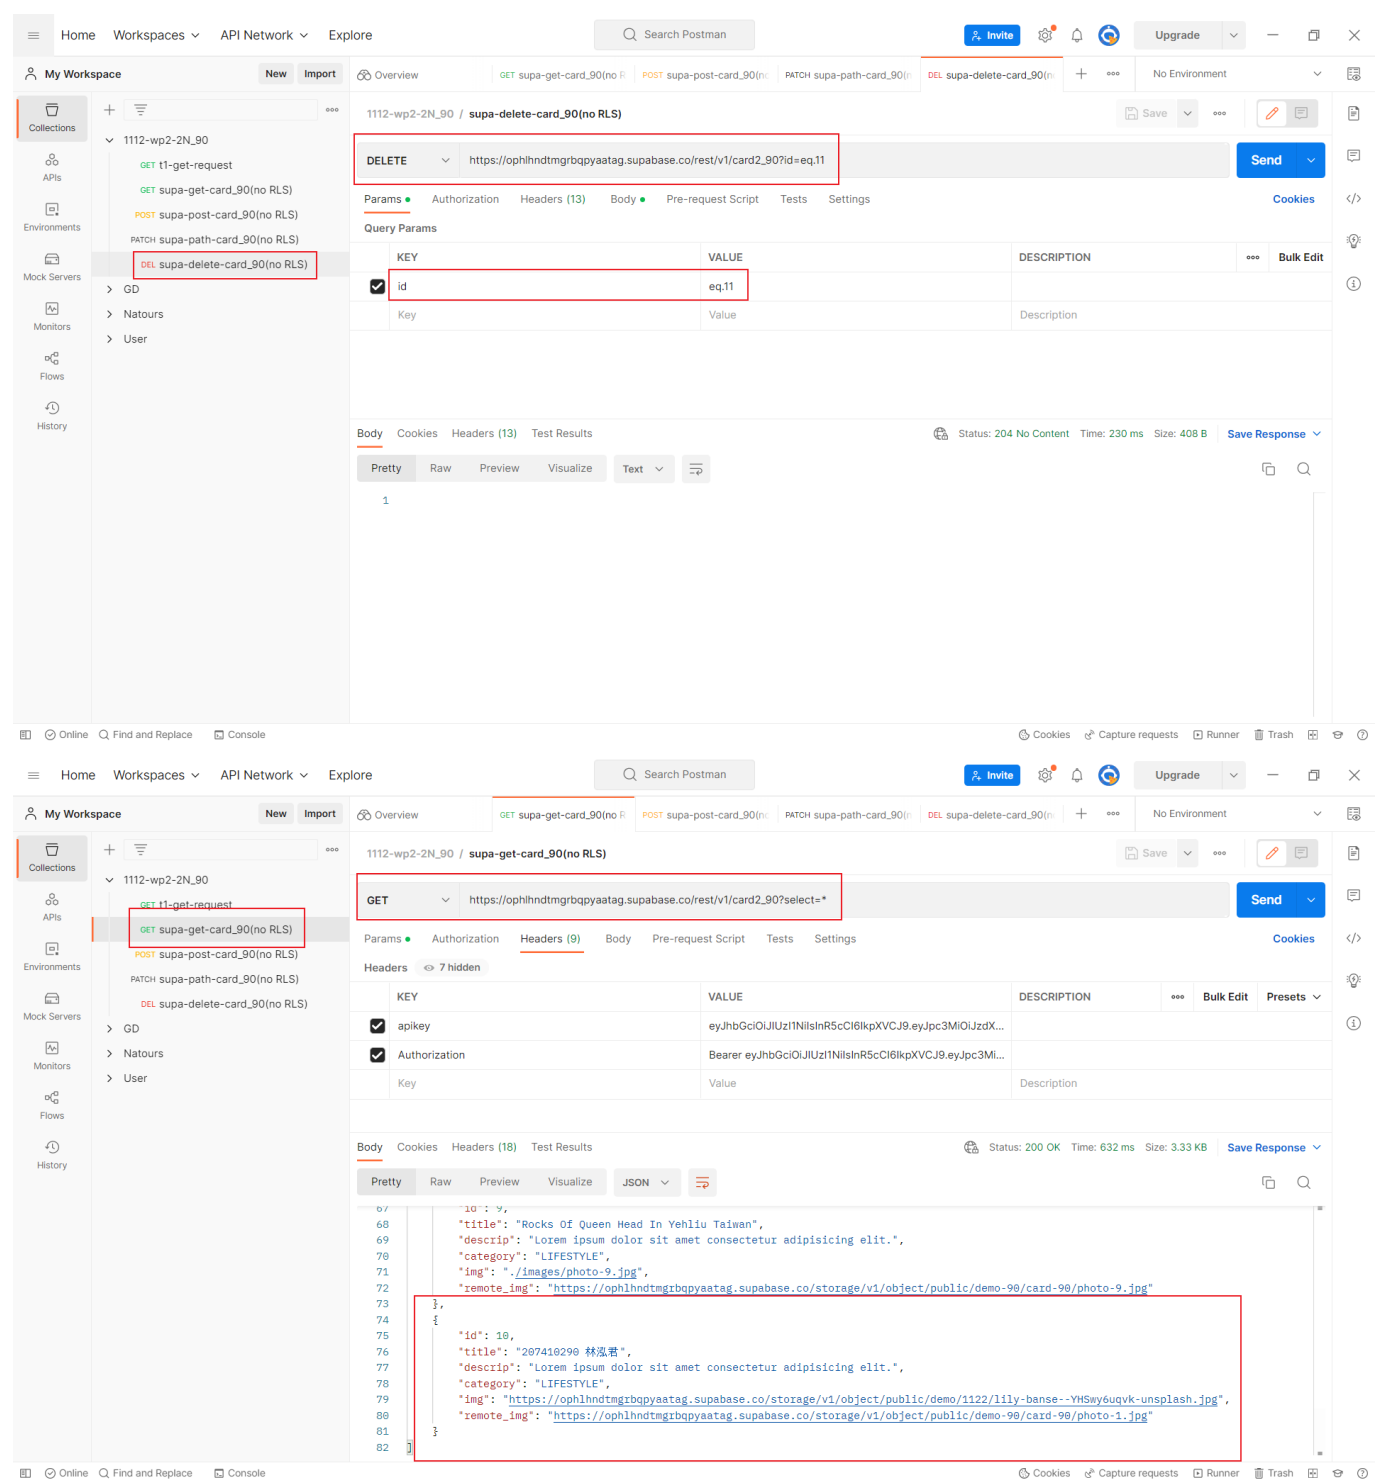 Home Workspaces API Network Explore Search Postman Invite Upgrade
My Workspace New Import Overview GET supa-get-card_90(no R POST supa-post-card_90(no PATCH supa-path-card_90(n DEL supa-delete-card_90(n No Environment
Collections
APIs
Environments
Mock Servers
Monitors
Flows
History
1112-wp2-2N_90
GET t1-get-request
GET supa-get-card_90(no RLS)
POST supa-post-card_90(no RLS)
PATCH supa-path-card_90(no RLS)
DEL supa-delete-card_90(no RLS)
GD
Natours
User
1112-wp2-2N_90 / supa-delete-card_90(no RLS) Save
DELETE https://ophlhndtmgrbqpyaatag.supabase.co/rest/v1/card2_90?id=eq.11 Send
Params Authorization Headers (13) Body Pre-request Script Tests Settings Cookies
Query Params
KEY VALUE DESCRIPTION Bulk Edit
id eq.11
Key Value Description
Body Cookies Headers (13) Test Results Status: 204 No Content Time: 230 ms Size: 408 B Save Response
Pretty Raw Preview Visualize Text
1
Online Find and Replace Console Cookies Capture requests Runner Trash
Home Workspaces API Network Explore Search Postman Invite Upgrade
My Workspace New Import Overview GET supa-get-card_90(no R POST supa-post-card_90(no PATCH supa-path-card_90(n DEL supa-delete-card_90(n No Environment
Collections
APIs
Environments
Mock Servers
Monitors
Flows
History
1112-wp2-2N_90
GET t1-get-request
GET supa-get-card_90(no RLS)
POST supa-post-card_90(no RLS)
PATCH supa-path-card_90(no RLS)
DEL supa-delete-card_90(no RLS)
GD
Natours
User
1112-wp2-2N_90 / supa-get-card_90(no RLS) Save
GET https://ophlhndtmgrbqpyaatag.supabase.co/rest/v1/card2_90?select=* Send
Params Authorization Headers (9) Body Pre-request Script Tests Settings Cookies
Headers 7 hidden
KEY VALUE DESCRIPTION Bulk Edit Presets
apikey eyJhbGciOiJIUzI1NiIsInR5cCI6IkpXVCJ9.eyJpc3MiOiJzdX...
Authorization Bearer eyJhbGciOiJIUzI1NiIsInR5cCI6IkpXVCJ9.eyJpc3Mi...
Key Value Description
Body Cookies Headers (18) Test Results Status: 200 OK Time: 632 ms Size: 3.33 KB Save Response
Pretty Raw Preview Visualize JSON
67 "id": 9,
68 "title": "Rocks Of Queen Head In Yehliu Taiwan",
69 "descrip": "Lorem ipsum dolor sit amet consectetur adipisicing elit.",
70 "category": "LIFESTYLE",
71 "img": "./images/photo-9.jpg",
72 "remote_img": "https://ophlhndtmgrbqpyaatag.supabase.co/storage/v1/object/public/demo-90/card-90/photo-9.jpg"
73 },
74 {
75 "id": 10,
76 "title": "207410290 林泓君",
77 "descrip": "Lorem ipsum dolor sit amet consectetur adipisicing elit.",
78 "category": "LIFESTYLE",
79 "img": "https://ophlhndtmgrbqpyaatag.supabase.co/storage/v1/object/public/demo/1122/lily-banse--YHSwy6uqvk-unsplash.jpg",
80 "remote_img": "https://ophlhndtmgrbqpyaatag.supabase.co/storage/v1/object/public/demo-90/card-90/photo-1.jpg"
81 }
82 ]
Online Find and Replace Console Cookies Capture requests Runner Trash